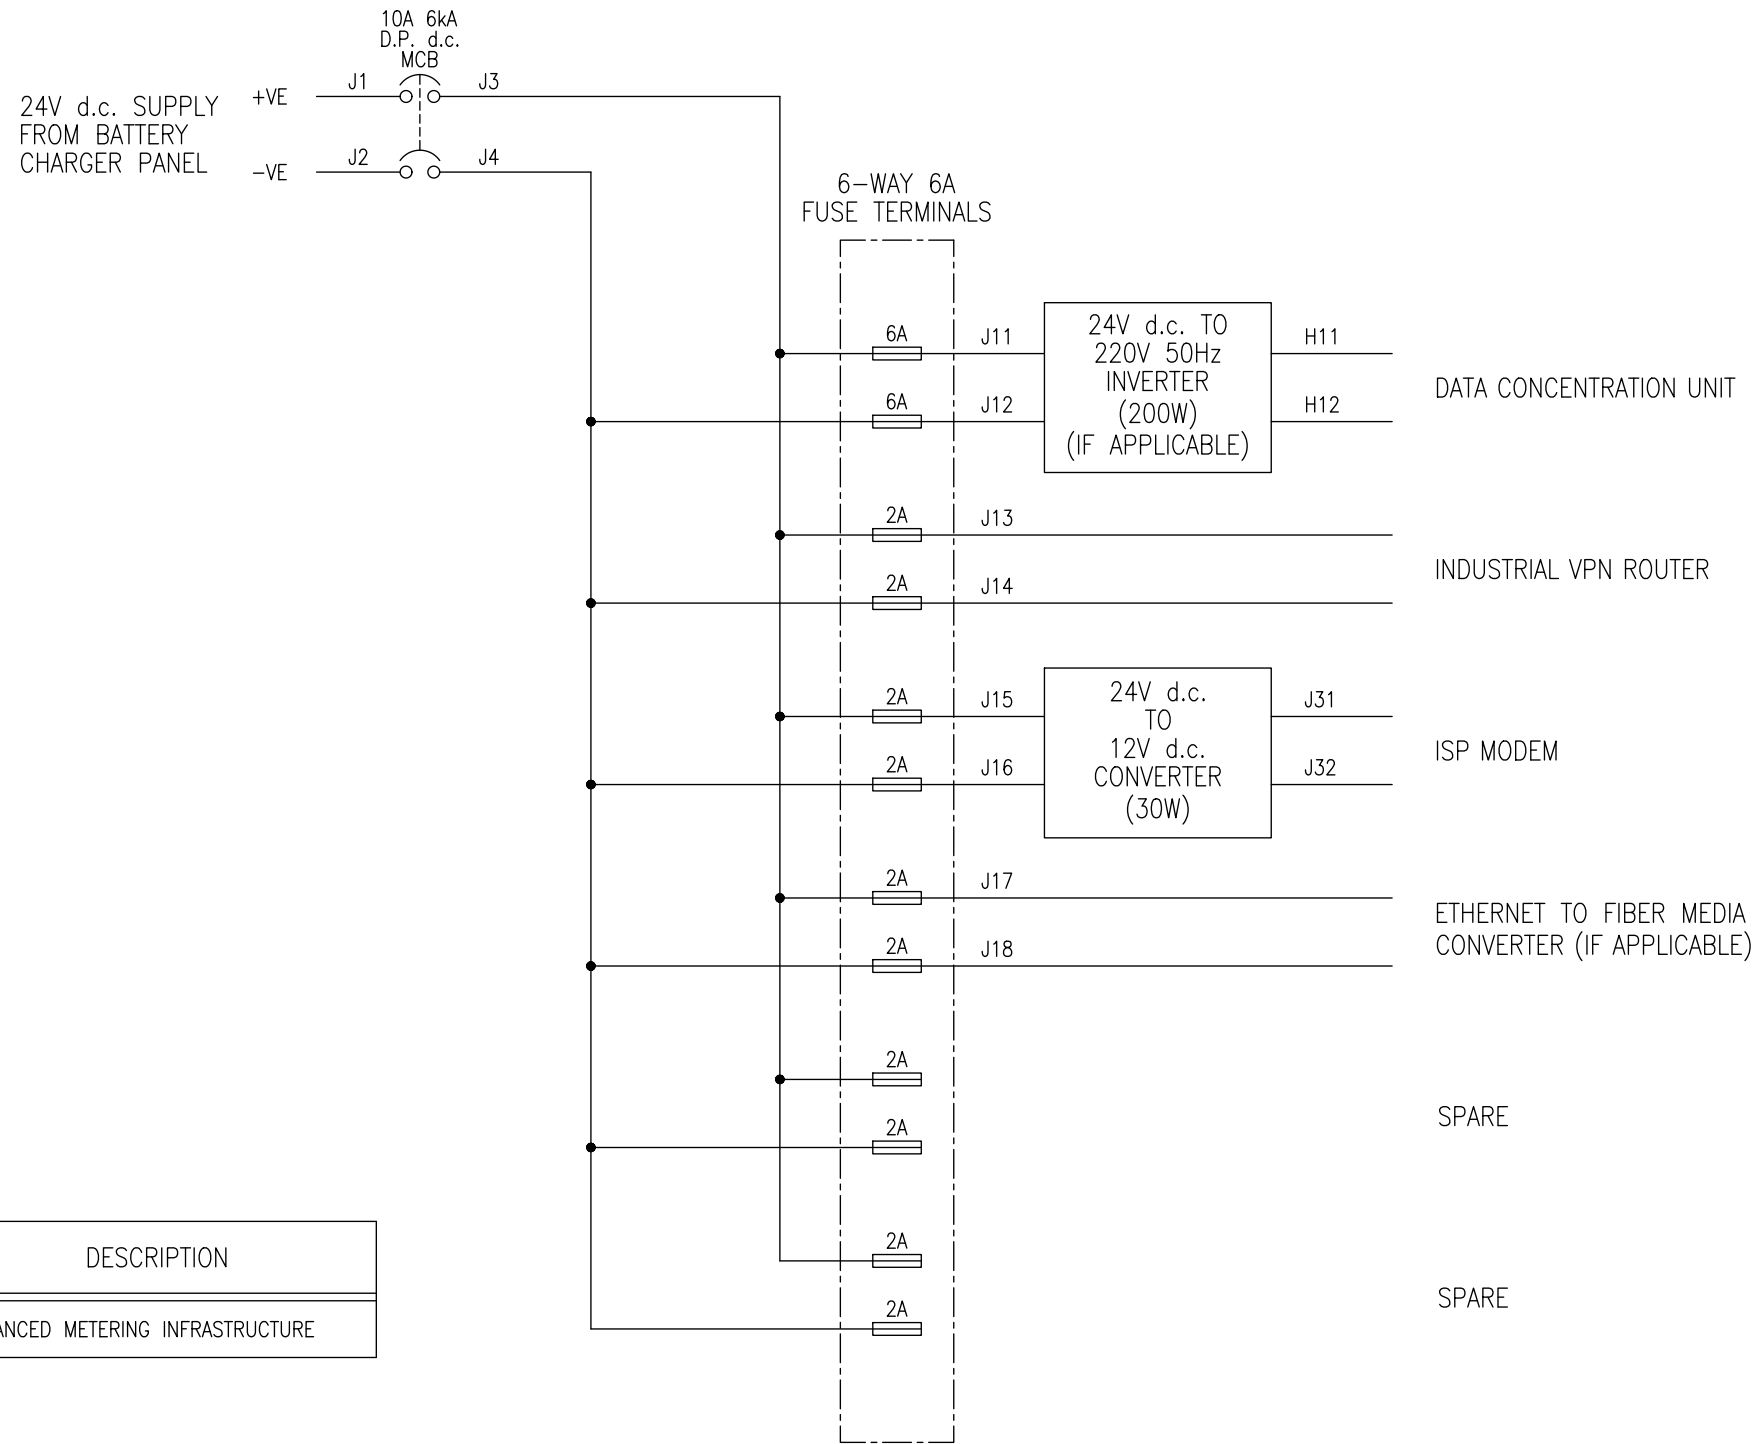 10A 6kA
D.P. d.c.
MCB
24V d.c. SUPPLY
FROM BATTERY
CHARGER PANEL
+VE
J1
J3
-VE
J2
J4
6-WAY 6A
FUSE TERMINALS
6A
J11
6A
J12
24V d.c. TO
220V 50Hz
INVERTER
(200W)
(IF APPLICABLE)
H11
H12
DATA CONCENTRATION UNIT
2A
J13
2A
J14
INDUSTRIAL VPN ROUTER
2A
J15
2A
J16
24V d.c.
TO
12V d.c.
CONVERTER
(30W)
J31
J32
ISP MODEM
2A
J17
2A
J18
ETHERNET TO FIBER MEDIA
CONVERTER (IF APPLICABLE)
2A
2A
SPARE
2A
2A
SPARE
DESCRIPTION
METERING INFRASTRUCTURE